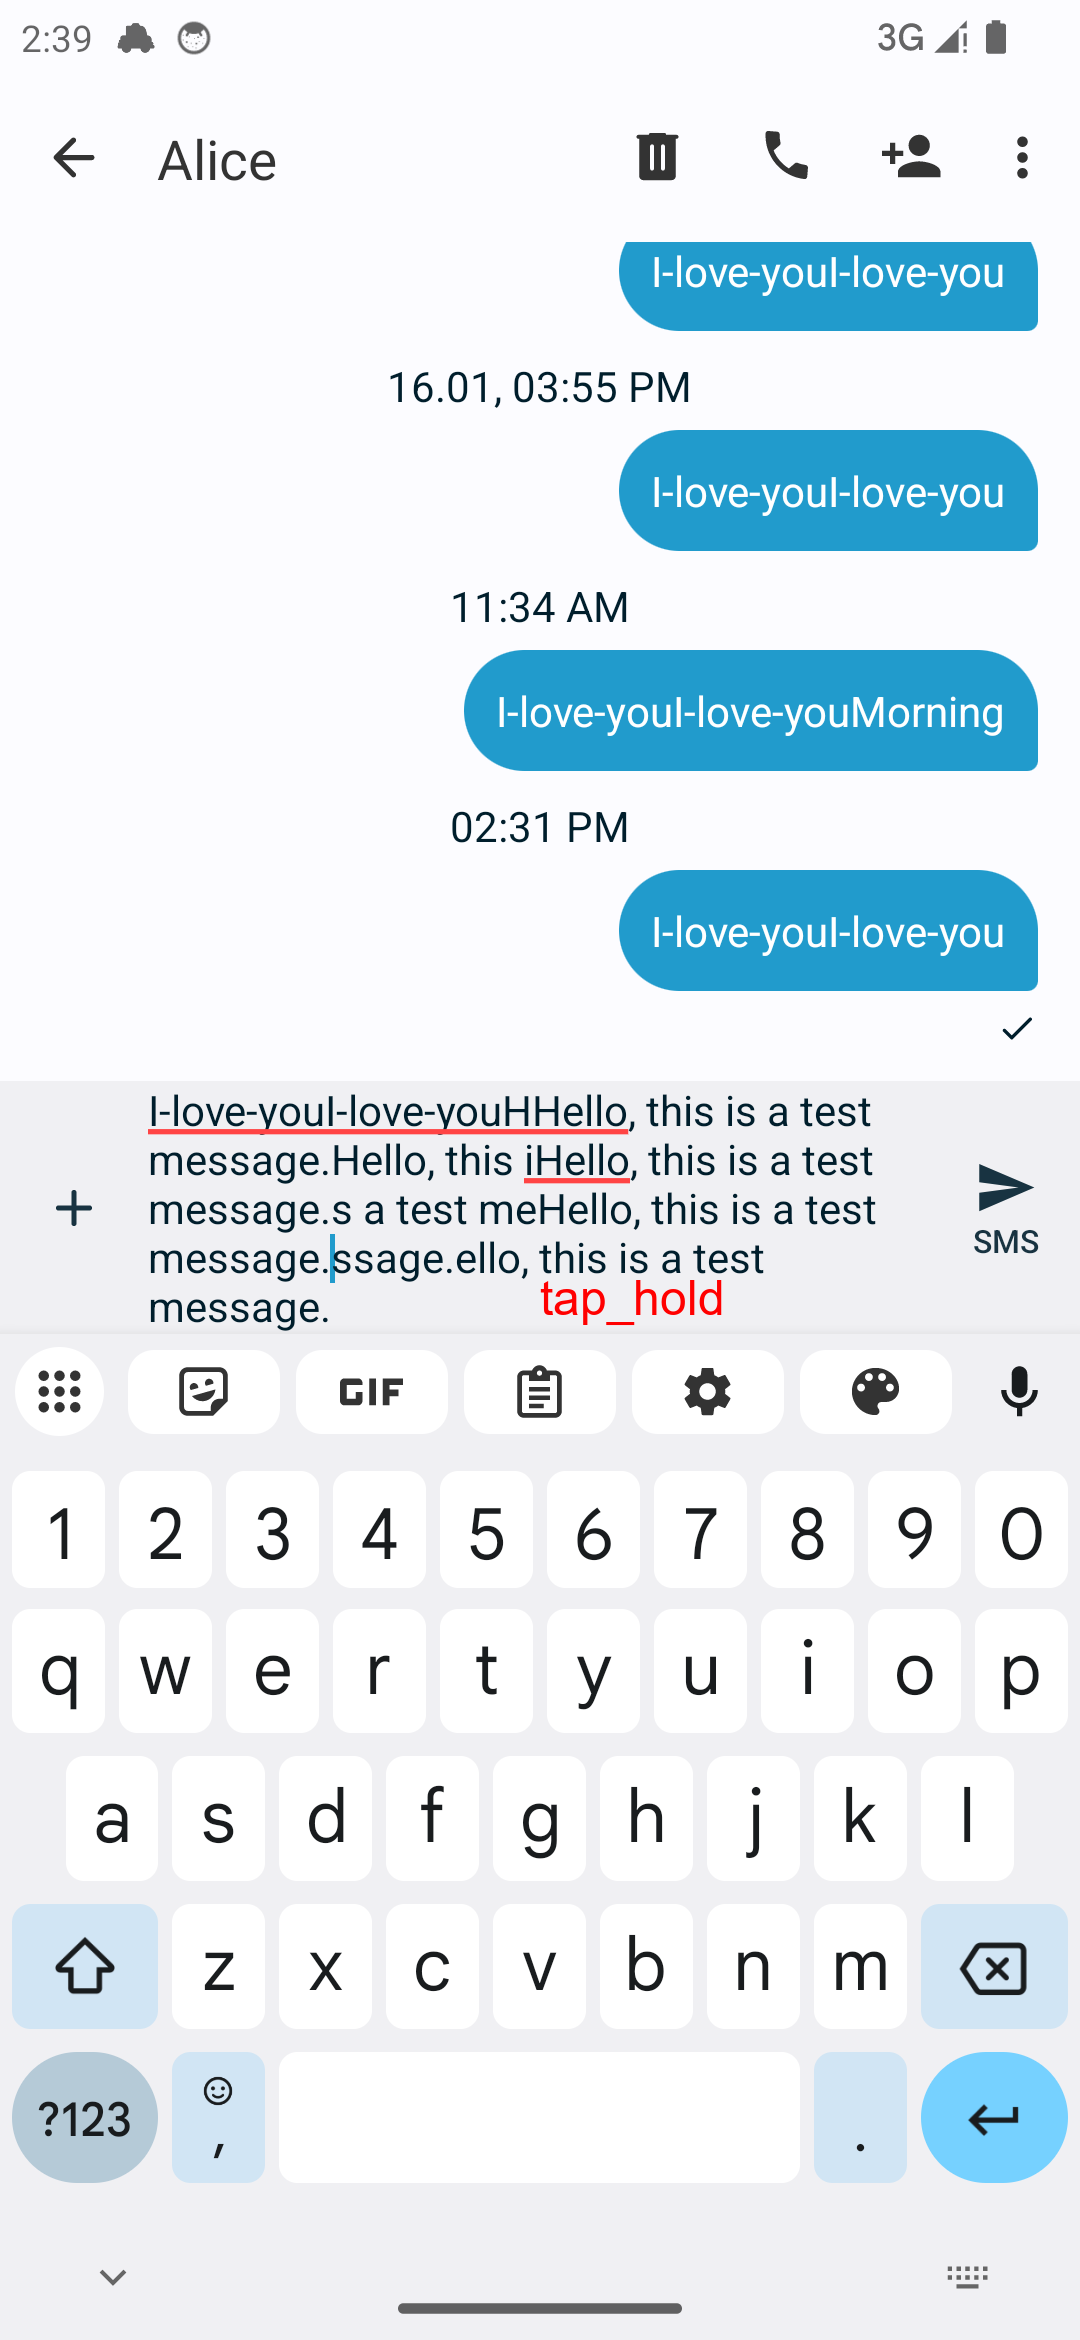 2:39
3G
Alice
I-love-youI-love-you
16.01, 03:55 PM
I-love-youI-love-you
11:34 AM
I-love-youI-love-youMorning
02:31 PM
I-love-youI-love-you
I-love-youI-love-youHHello, this is a test
message.Hello, this iHello, this is a test
message.s a test meHello, this is a test
message.ssage.ello, this is a test
message.
SMS
tap_hold
GIF
1 2 3 4 5 6 7 8 9 0
q w e r t y u i o p
a s d f g h j k l
z x c v b n m
?123 , .